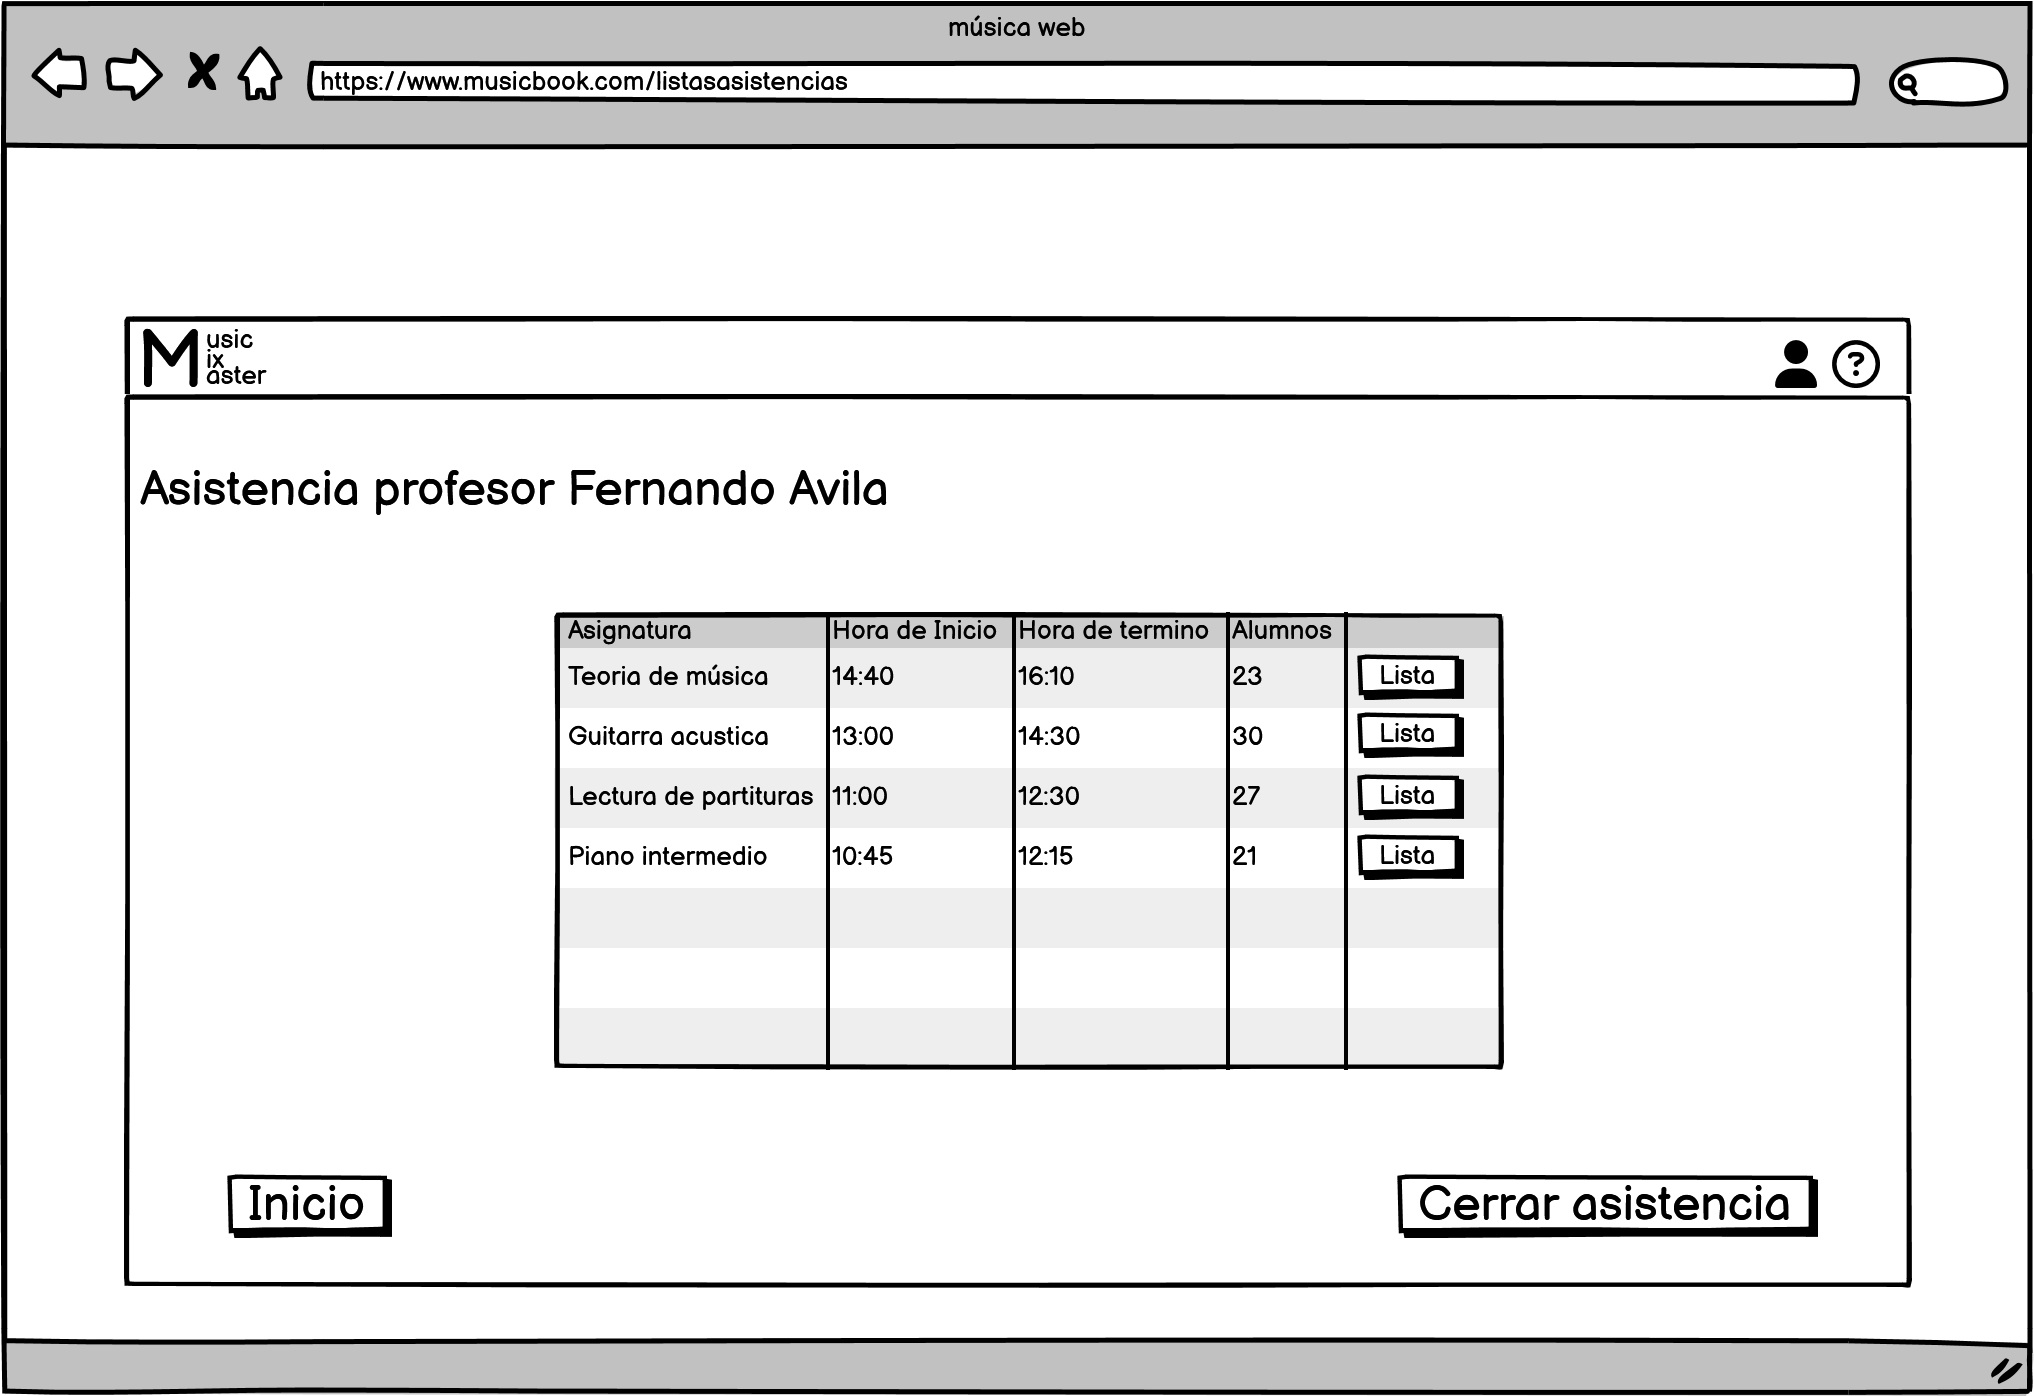 música web
https://www.musicbook.com/listasasistencias
Music
ix
aster
?
Asistencia profesor Fernando Avila
Asignatura Hora de Inicio Hora de termino Alumnos
Teoria de música 14:40 16:10 23 Lista
Guitarra acustica 13:00 14:30 30 Lista
Lectura de partituras 11:00 12:30 27 Lista
Piano intermedio 10:45 12:15 21 Lista
Inicio Cerrar asistencia